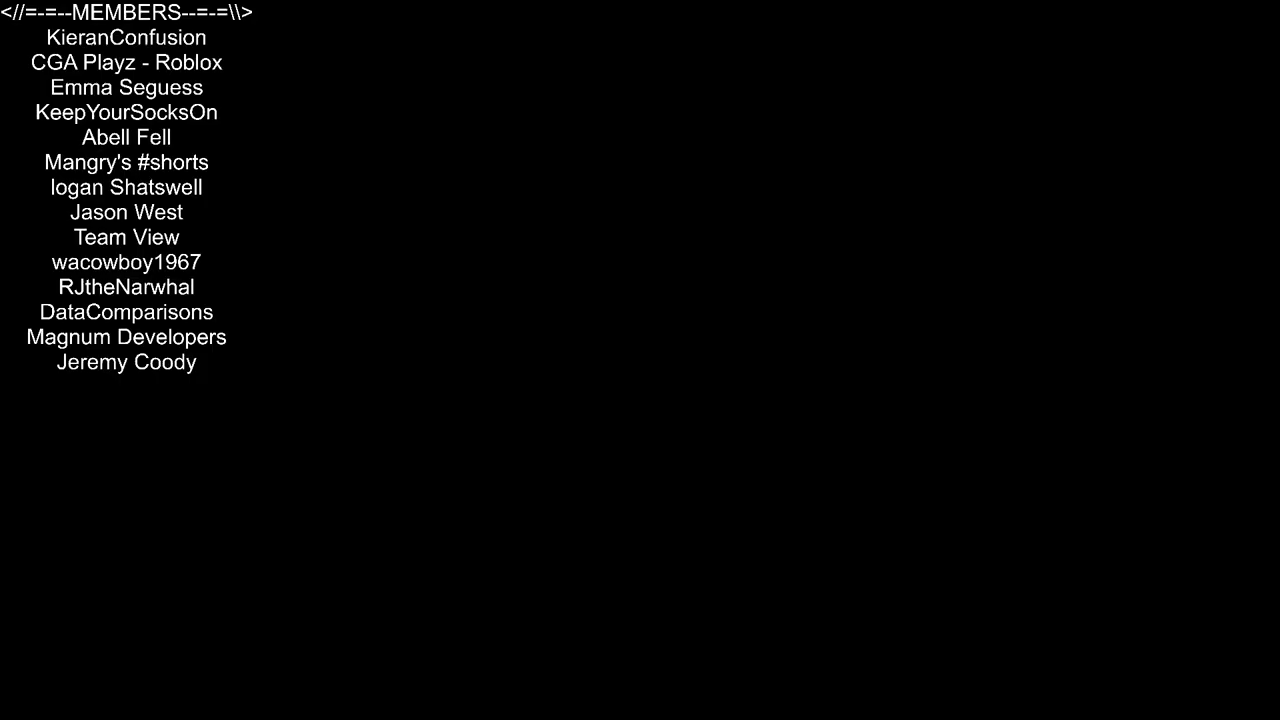 <//=-=--MEMBERS--=-=\\>
KieranConfusion
CGA Playz - Roblox
Emma Seguess
KeepYourSocksOn
Abell Fell
Mangry's #shorts
logan Shatswell
Jason West
Team View
wacowboy1967
RJtheNarwhal
DataComparisons
Magnum Developers
Jeremy Coody